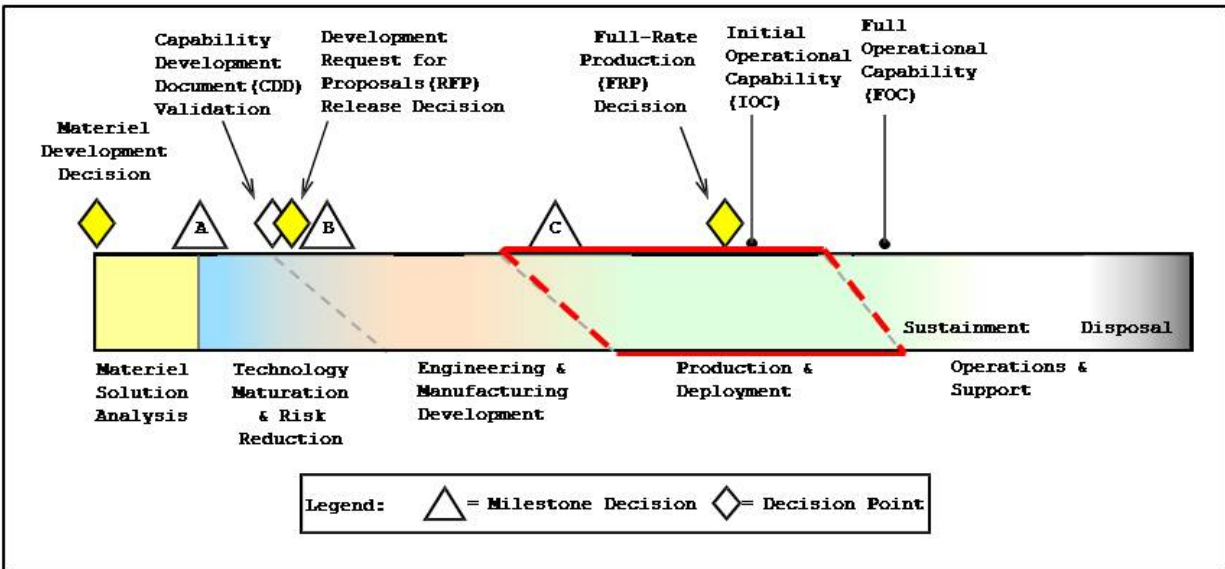 Capability
Development
Document(CDD)
Validation
Development
Request for
Proposals(RFP)
Release Decision
Full-Rate
Production
(FRP)
Decision
Initial
Operational
Capability
(IOC)
Full
Operational
Capability
(FOC)
Materiel
Development
Decision
A
B
C
Sustainment
Disposal
Materiel
Solution
Analysis
Technology
Maturation
& Risk
Reduction
Engineering &
Manufacturing
Development
Production &
Deployment
Operations &
Support
Legend:
= Milestone Decision
= Decision Point